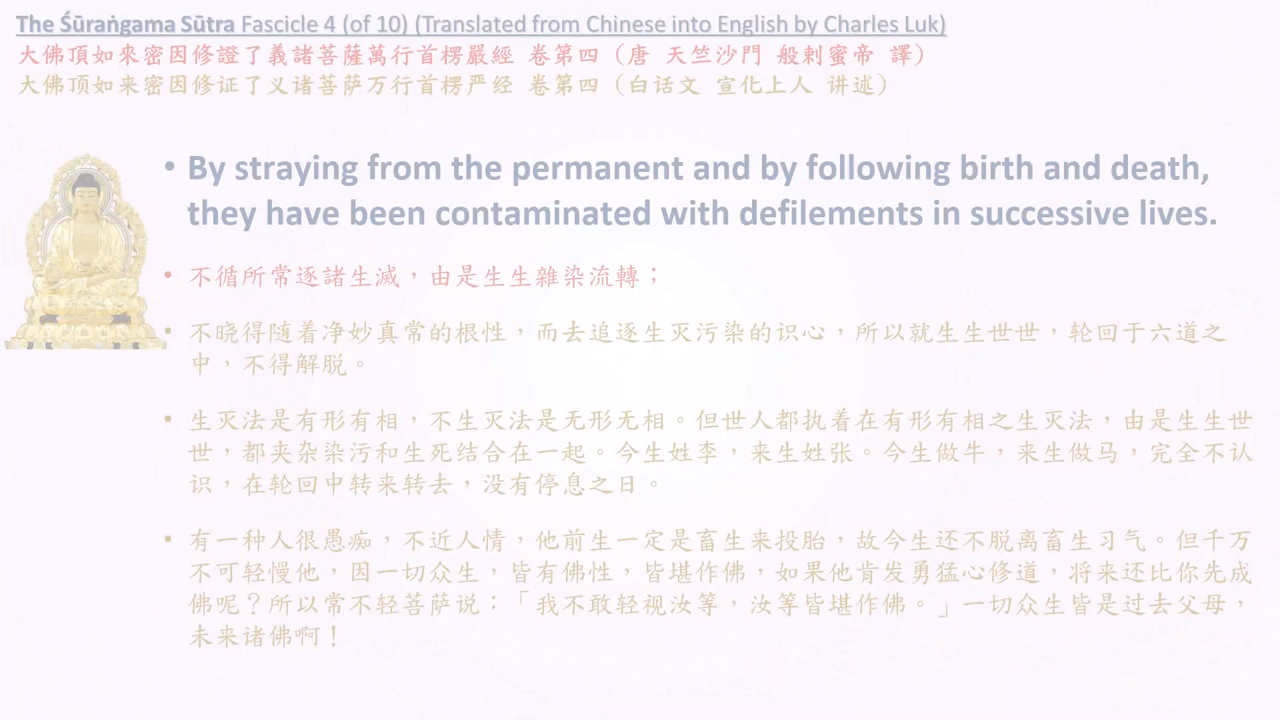 The Śūraṅgama Sūtra Fascicle 4 (of 10) (Translated from Chinese into English by Charles Luk)
大佛頂如來密因修證了義諸菩薩萬行首楞嚴經 卷第四（唐 天竺沙門 般剌蜜帝 譯）
大佛顶如来密因修证了义诸菩萨万行首楞严经 卷第四（白话文 宣化上人 讲述）
• By straying from the permanent and by following birth and death,
they have been contaminated with defilements in successive lives.
• 不循所常逐諸生滅，由是生生雜染流轉；
• 不晓得随着净妙真常的根性，而去追逐生灭污染的识心，所以就生生世世，轮回于六道之
中，不得解脱。
• 生灭法是有形有相，不生灭法是无形无相。但世人都执着在有形有相之生灭法，由是生生世
世，都夹杂染污和生死结合在一起。今生姓李，来生姓张。今生做牛，来生做马，完全不认
识，在轮回中转来转去，没有停息之日。
• 有一种人很愚痴，不近人情，他前生一定是畜生来投胎，故今生还不脱离畜生习气。但千万
不可轻慢他，因一切众生，皆有佛性，皆堪作佛，如果他肯发勇猛心修道，将来还比你先成
佛呢？所以常不轻菩萨说：「我不敢轻视汝等，汝等皆堪作佛。」一切众生皆是过去父母，
未来诸佛啊！